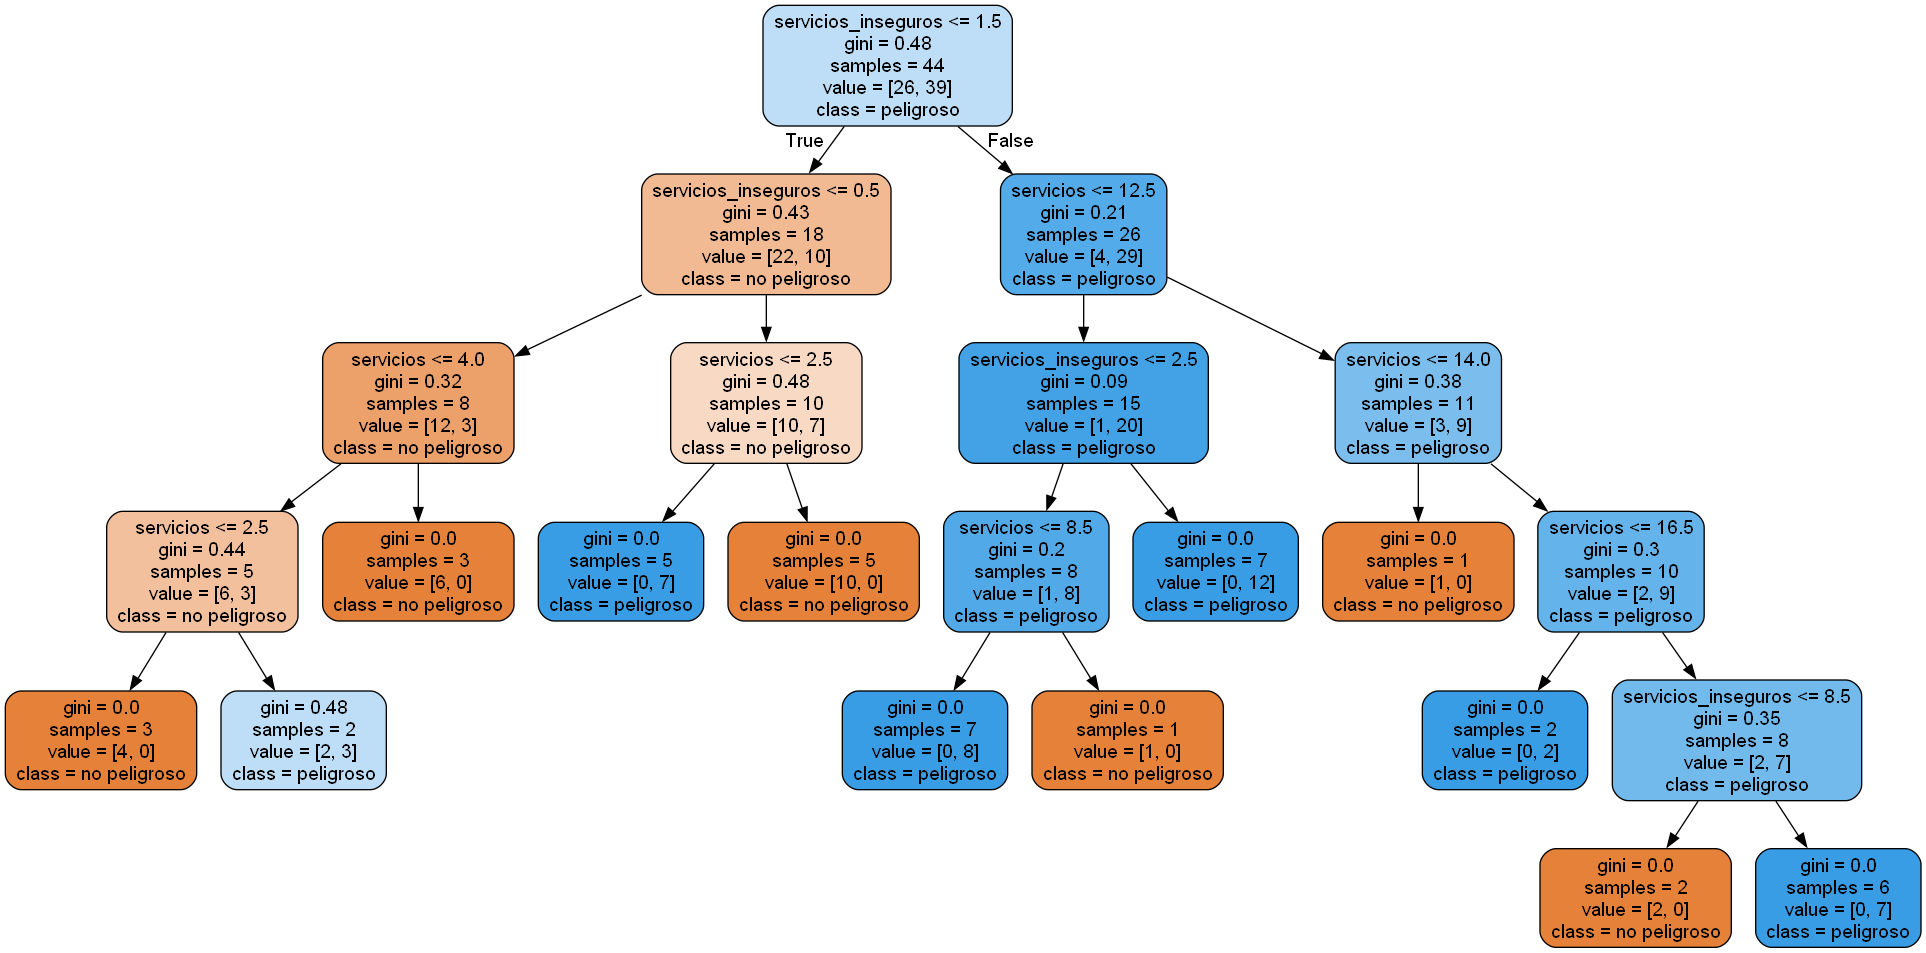 servicios_inseguros <= 1.5
gini = 0.48
samples = 44
value = [26, 39]
class = peligroso
True
False
servicios_inseguros <= 0.5
gini = 0.43
samples = 18
value = [22, 10]
class = no peligroso
servicios <= 12.5
gini = 0.21
samples = 26
value = [4, 29]
class = peligroso
servicios <= 4.0
gini = 0.32
samples = 8
value = [12, 3]
class = no peligroso
servicios <= 2.5
gini = 0.48
samples = 10
value = [10, 7]
class = no peligroso
servicios_inseguros <= 2.5
gini = 0.09
samples = 15
value = [1, 20]
class = peligroso
servicios <= 14.0
gini = 0.38
samples = 11
value = [3, 9]
class = peligroso
servicios <= 2.5
gini = 0.44
samples = 5
value = [6, 3]
class = no peligroso
gini = 0.0
samples = 3
value = [6, 0]
class = no peligroso
gini = 0.0
samples = 5
value = [0, 7]
class = peligroso
gini = 0.0
samples = 5
value = [10, 0]
class = no peligroso
servicios <= 8.5
gini = 0.2
samples = 8
value = [1, 8]
class = peligroso
gini = 0.0
samples = 7
value = [0, 12]
class = peligroso
gini = 0.0
samples = 1
value = [1, 0]
class = no peligroso
servicios <= 16.5
gini = 0.3
samples = 10
value = [2, 9]
class = peligroso
gini = 0.0
samples = 3
value = [4, 0]
class = no peligroso
gini = 0.48
samples = 2
value = [2, 3]
class = peligroso
gini = 0.0
samples = 7
value = [0, 8]
class = peligroso
gini = 0.0
samples = 1
value = [1, 0]
class = no peligroso
gini = 0.0
samples = 2
value = [0, 2]
class = peligroso
servicios_inseguros <= 8.5
gini = 0.35
samples = 8
value = [2, 7]
class = peligroso
gini = 0.0
samples = 2
value = [2, 0]
class = no peligroso
gini = 0.0
samples = 6
value = [0, 7]
class = peligroso